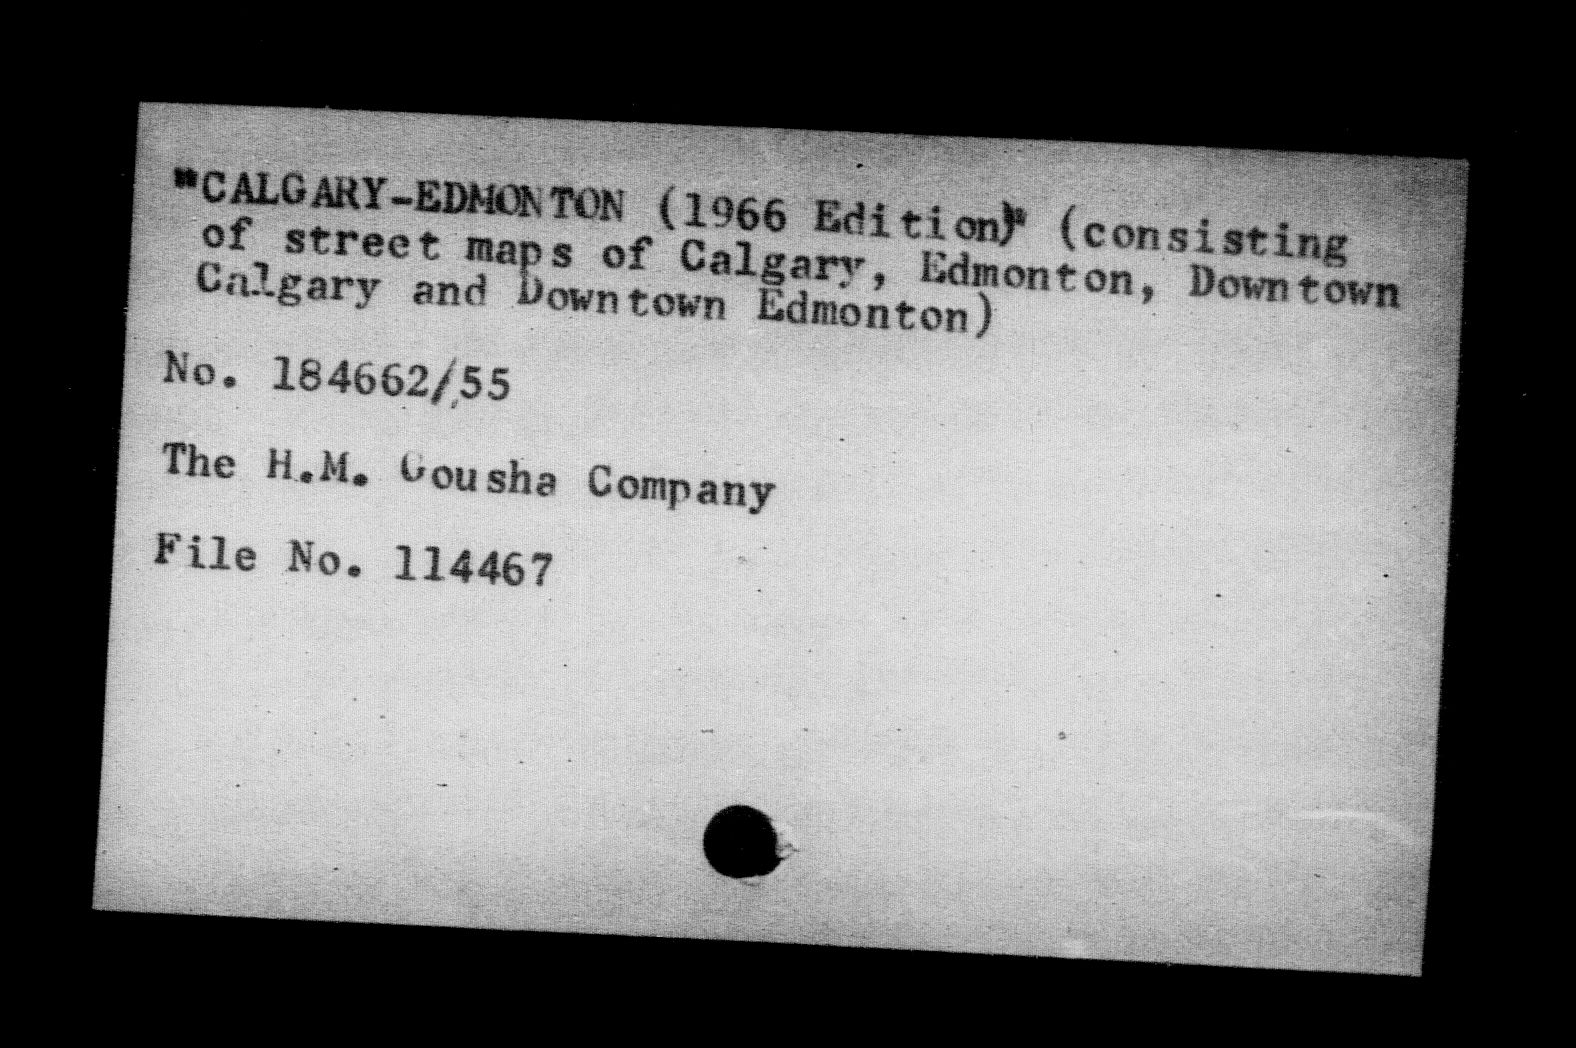 "CALGARY-EDMONTON (1966 Edition)" (consisting
of street maps of Calgary, Edmonton, Downtown
Calgary and Downtown Edmonton)
No. 184662/55
The H.M. Gousha Company
File No. 114467